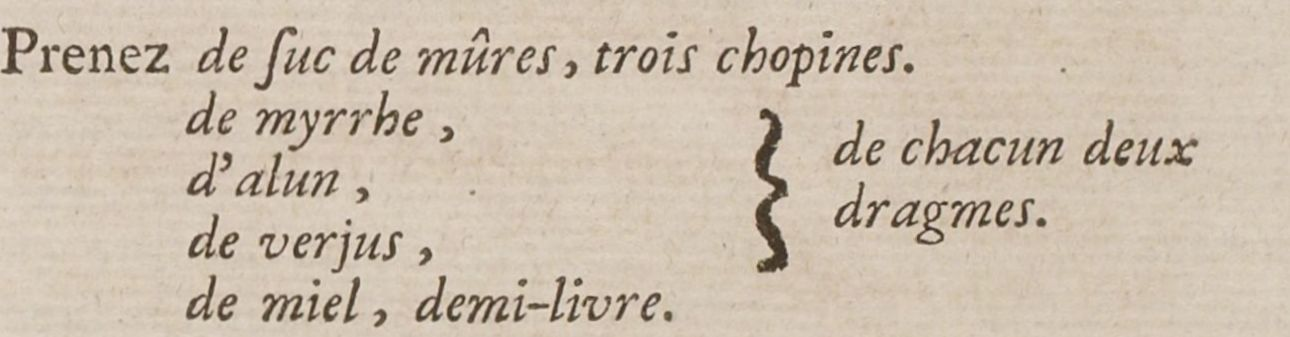 Prenez de ſuc de mûres, trois chopines.
de myrrhe,
d'alun,
de verjus,
de chacun deux
dragmes.
de miel, demi-livre.